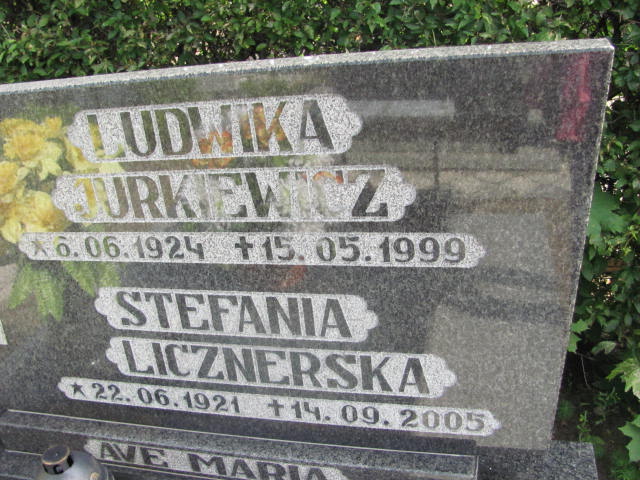 LUDWIKA
JURKIEWICZ
★ 6.06.1924 ✝ 15.05.1999
STEFANIA
LICZNERSKA
★ 22.06.1921 ✝ 14.09.2005
AVE MARIA